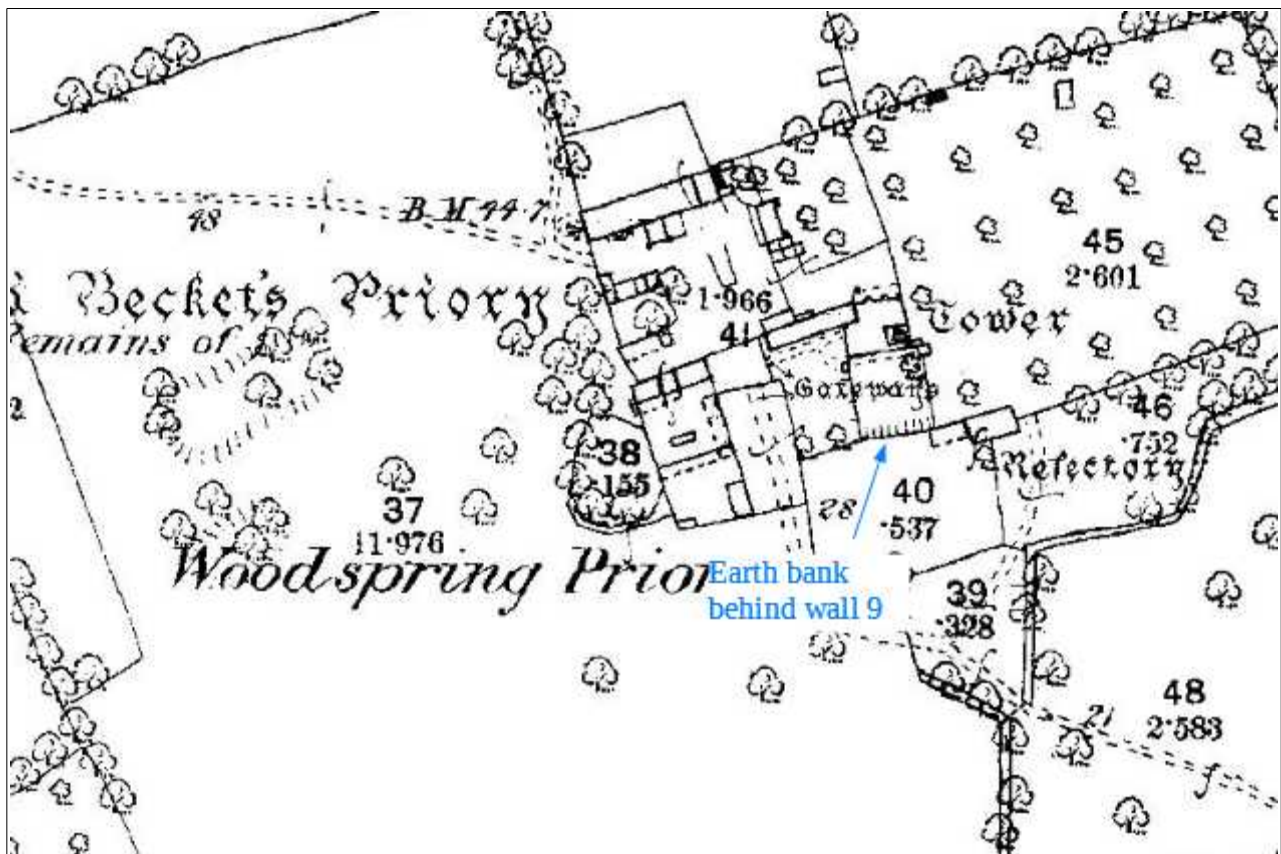 48
B M 44·7
Becket's Priory
emains of
1·966
41
Tower
45
2·601
Gateways
46
·752
Refectory
38
·155
37
11·976
28
40
·537
Woodspring Prior
Earth bank
behind wall 9
39
·328
21
48
2·583